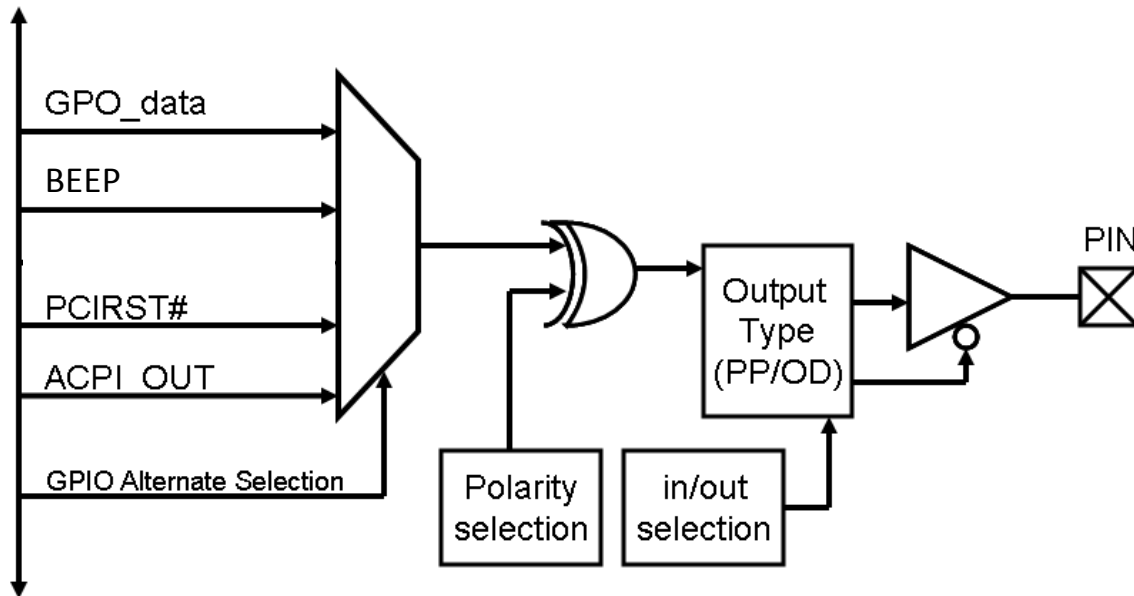 GPO_data
BEEP
PCIRST#
ACPI_OUT
GPIO Alternate Selection
Polarity
selection
in/out
selection
Output
Type
(PP/OD)
PIN